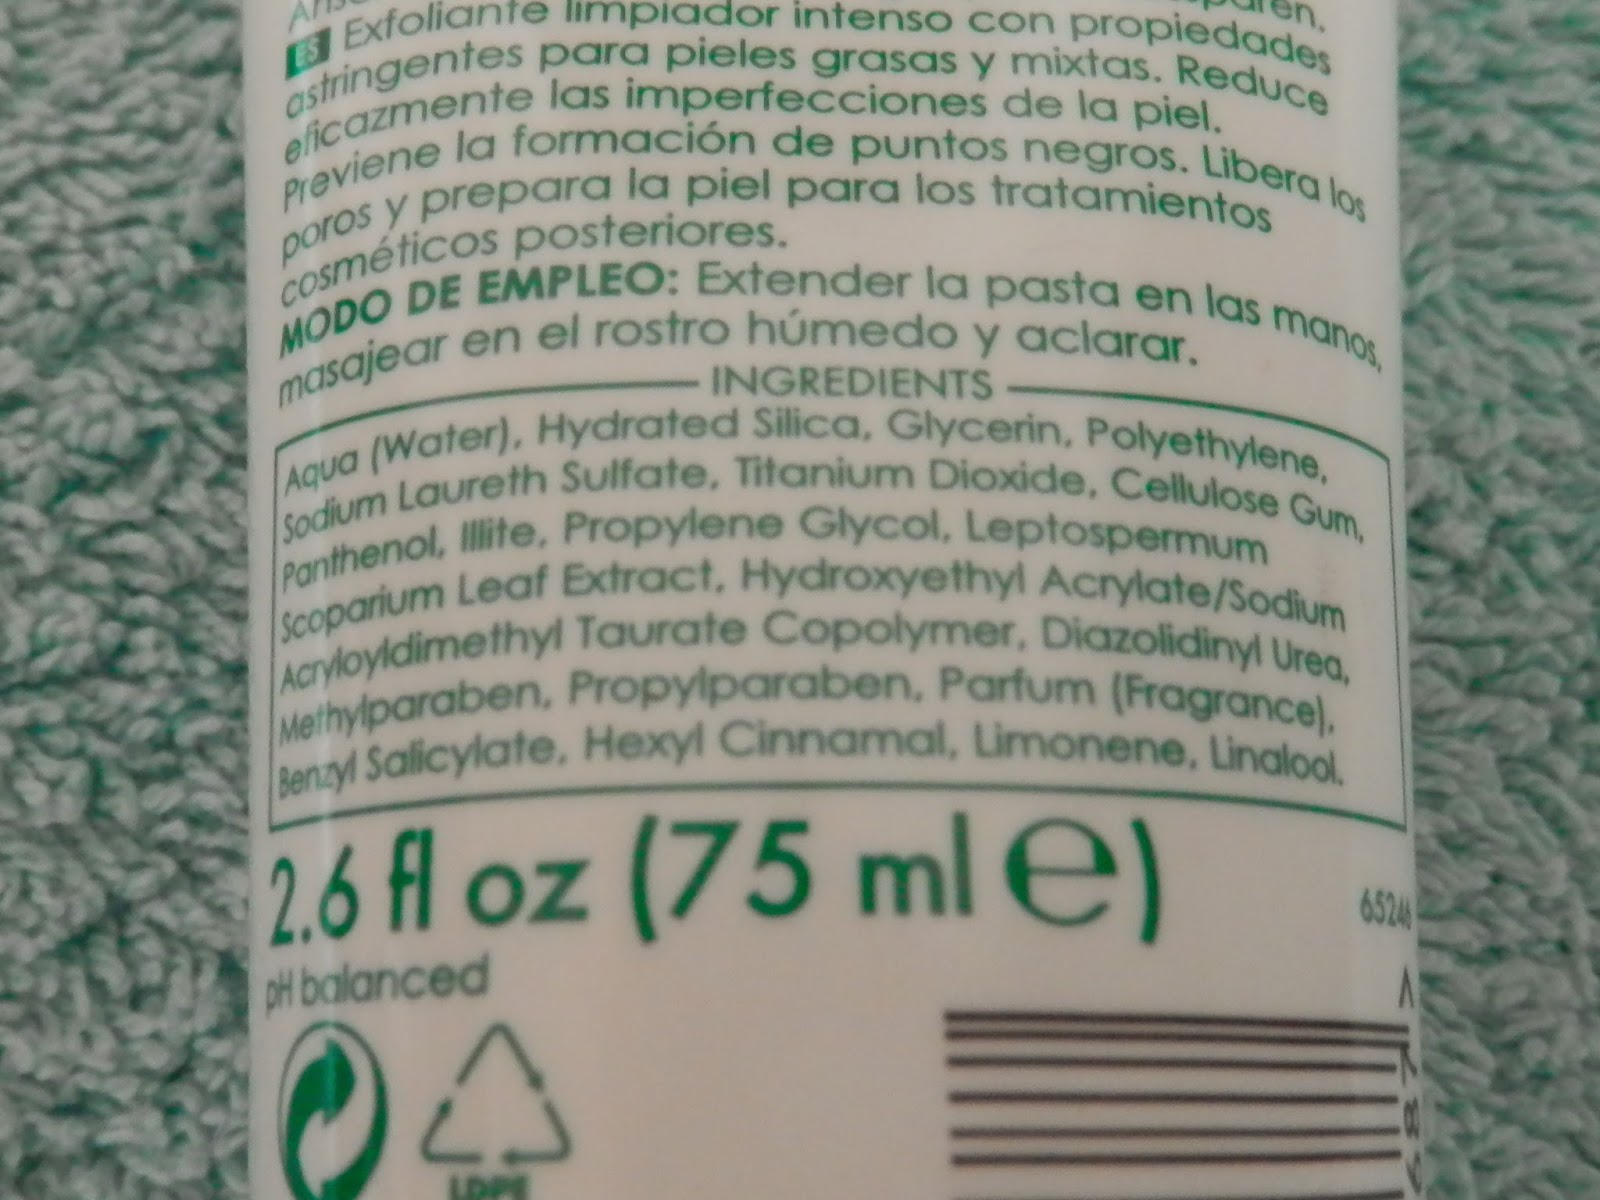 ES Exfoliante limpiador intenso con propiedades
astringentes para pieles grasas y mixtas. Reduce
eficazmente las imperfecciones de la piel.
Previene la formación de puntos negros. Libera los
poros y prepara la piel para los tratamientos
cosméticos posteriores.
MODO DE EMPLEO: Extender la pasta en las manos,
masajear en el rostro húmedo y aclarar.
INGREDIENTS
Aqua (Water), Hydrated Silica, Glycerin, Polyethylene,
Sodium Laureth Sulfate, Titanium Dioxide, Cellulose Gum,
Panthenol, Illite, Propylene Glycol, Leptospermum
Scoparium Leaf Extract, Hydroxyethyl Acrylate/Sodium
Acryloyldimethyl Taurate Copolymer, Diazolidinyl Urea,
Methylparaben, Propylparaben, Parfum (Fragrance),
Benzyl Salicylate, Hexyl Cinnamal, Limonene, Linalool.
2.6 fl oz (75 ml e)
65246
pH balanced
LDPE